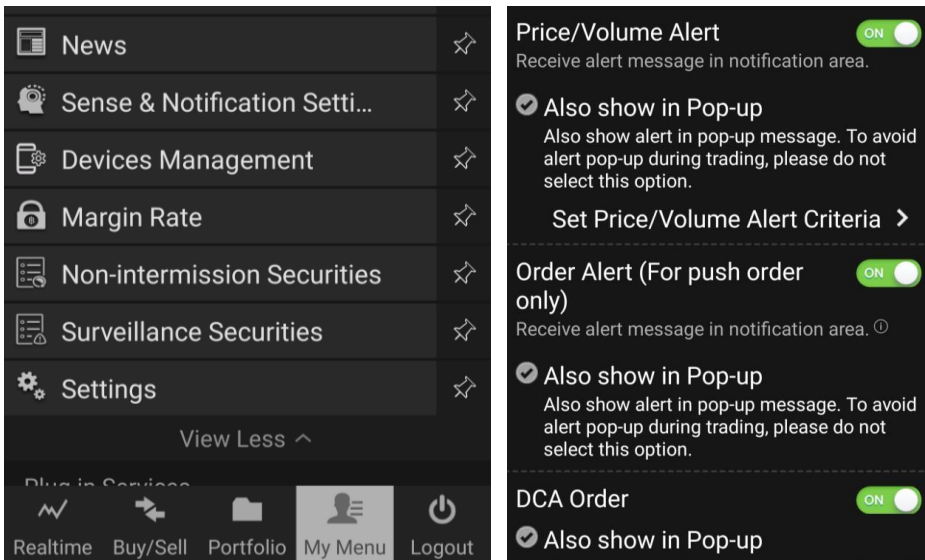 News
Sense & Notification Setti...
Devices Management
Margin Rate
Non-intermission Securities
Surveillance Securities
Settings
View Less
Plug in Services
Realtime Buy/Sell Portfolio My Menu Logout
Price/Volume Alert ON
Receive alert message in notification area.
Also show in Pop-up
Also show alert in pop-up message. To avoid
alert pop-up during trading, please do not
select this option.
Set Price/Volume Alert Criteria
Order Alert (For push order ON
only)
Receive alert message in notification area.
Also show in Pop-up
Also show alert in pop-up message. To avoid
alert pop-up during trading, please do not
select this option.
DCA Order ON
Also show in Pop-up